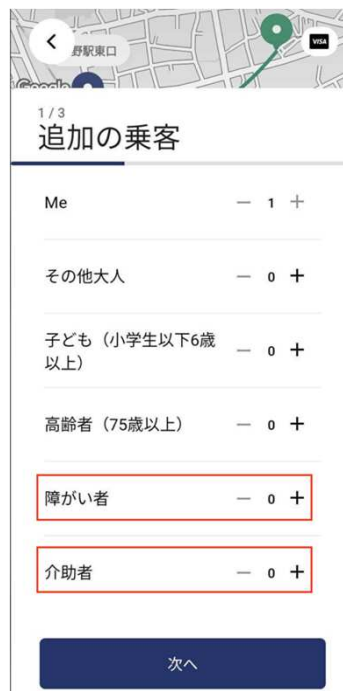 野駅東口
VISA
Google
1 / 3
追加の乗客
Me
1
その他大人
0
子ども（小学生以下6歳
以上）
0
高齢者（75歳以上）
0
障がい者
0
介助者
0
次へ